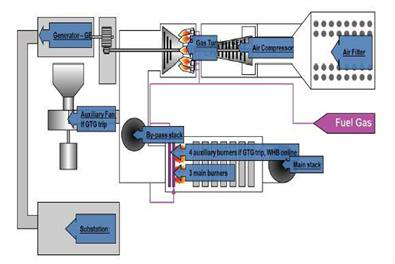 Generator – GE
Gas Tur
Air Compressor
Air Filter
Auxiliary Fan
If GTG trip
By-pass stack
Fuel Gas
4 auxiliary burners if GTG trip, WHB online
Main stack
3 main burners
Substation: